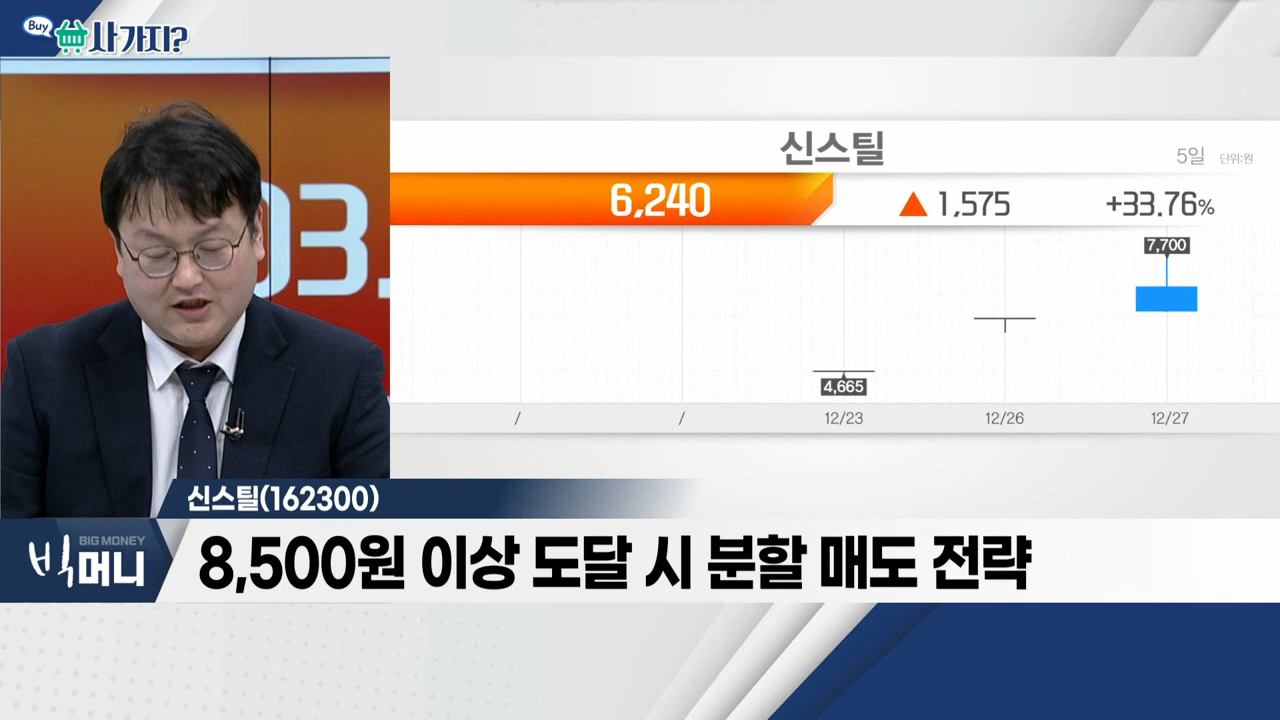 Buy
사가지?
03.
신스틸
5일 단위:원
6,240 ▲ 1,575 +33.76%
7,700
4,665
/ / 12/23 12/26 12/27
신스틸(162300)
BIG MONEY
빅머니
8,500원 이상 도달 시 분할 매도 전략